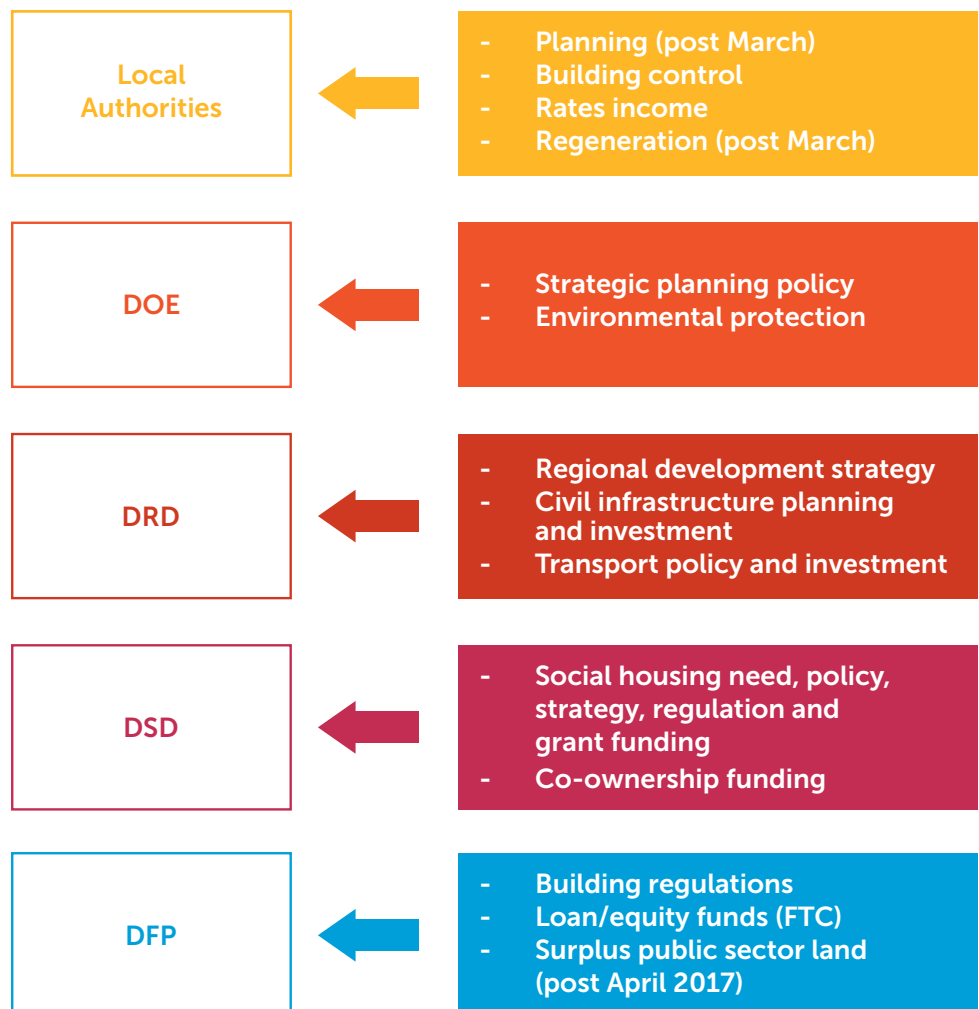 Local
Authorities
- Planning (post March)
- Building control
- Rates income
- Regeneration (post March)
DOE
- Strategic planning policy
- Environmental protection
DRD
- Regional development strategy
- Civil infrastructure planning
and investment
- Transport policy and investment
DSD
- Social housing need, policy,
strategy, regulation and
grant funding
- Co-ownership funding
DFP
- Building regulations
- Loan/equity funds (FTC)
- Surplus public sector land
(post April 2017)